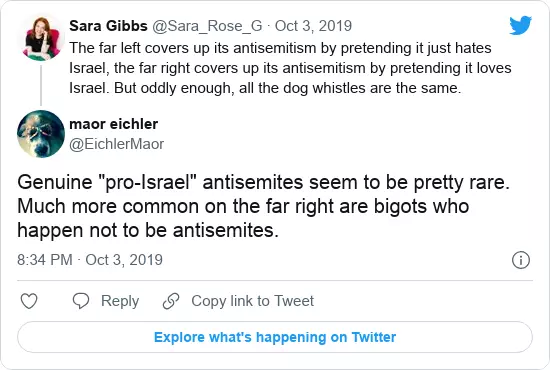 Sara Gibbs @Sara_Rose_G · Oct 3, 2019
The far left covers up its antisemitism by pretending it just hates
Israel, the far right covers up its antisemitism by pretending it loves
Israel. But oddly enough, all the dog whistles are the same.
maor eichler
@EichlerMaor
Genuine "pro-Israel" antisemites seem to be pretty rare.
Much more common on the far right are bigots who
happen not to be antisemites.
8:34 PM · Oct 3, 2019
Reply Copy link to Tweet
Explore what's happening on Twitter